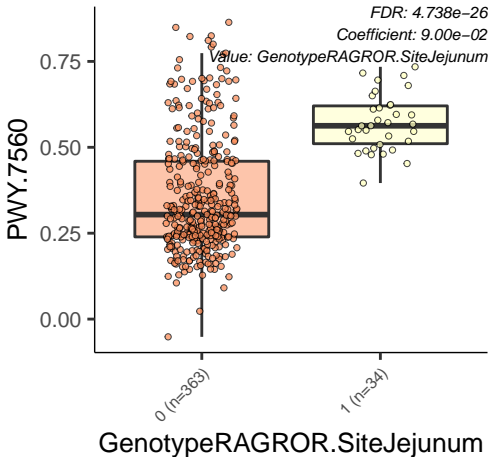 FDR: 4.738e−26
Coefficient: 9.00e−02
Value: GenotypeRAGROR.SiteJejunum
PWY.7560
0.75
0.50
0.25
0.00
0 (n=363)
1 (n=34)
GenotypeRAGROR.SiteJejunum